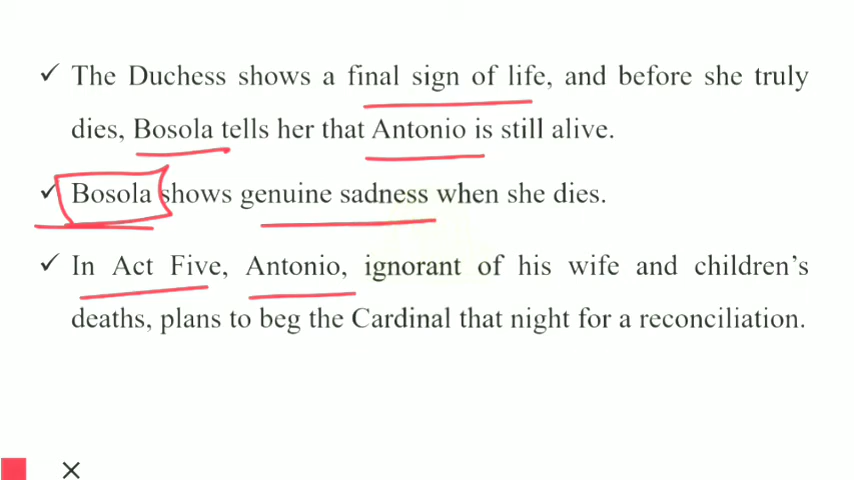 ✓ The Duchess shows a final sign of life, and before she truly
dies, Bosola tells her that Antonio is still alive.
✓ Bosola shows genuine sadness when she dies.
✓ In Act Five, Antonio, ignorant of his wife and children’s
deaths, plans to beg the Cardinal that night for a reconciliation.